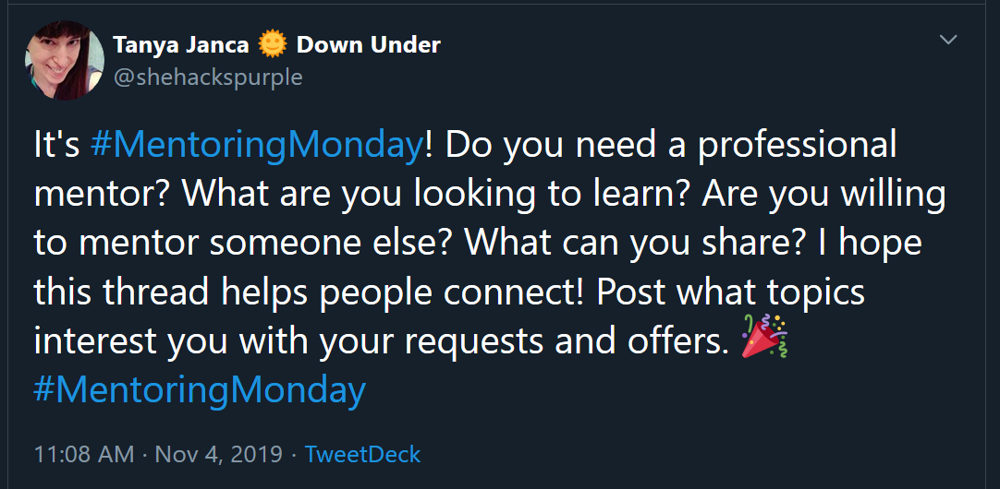 Tanya Janca 🌞 Down Under
@shehackspurple
It's #MentoringMonday! Do you need a professional
mentor? What are you looking to learn? Are you willing
to mentor someone else? What can you share? I hope
this thread helps people connect! Post what topics
interest you with your requests and offers. 🎉
#MentoringMonday
11:08 AM · Nov 4, 2019 · TweetDeck